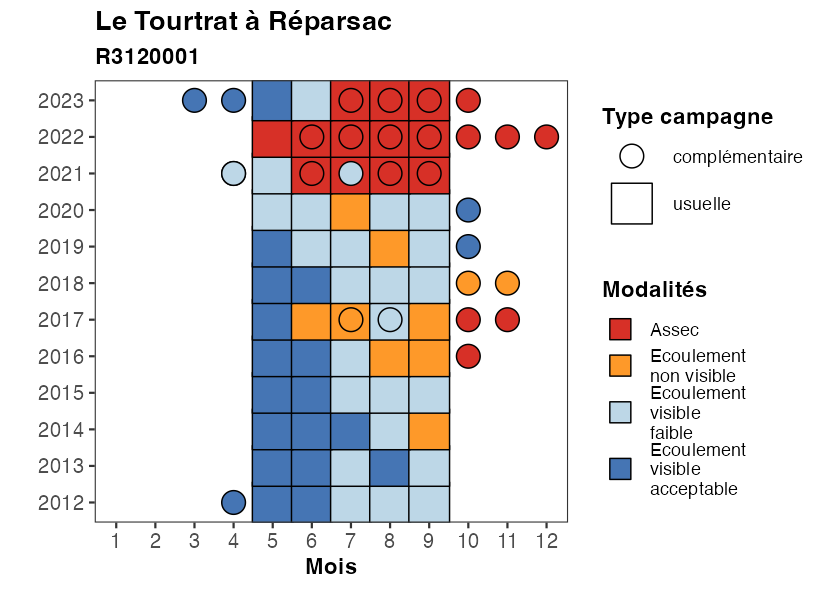 Le Tourtrat à Réparsac
R3120001
2023
2022
2021
2020
2019
2018
2017
2016
2015
2014
2013
2012
1 2 3 4 5 6 7 8 9 10 11 12
Mois
Type campagne
complémentaire
usuelle
Modalités
Assec
Ecoulement
non visible
Ecoulement
visible
faible
Ecoulement
visible
acceptable